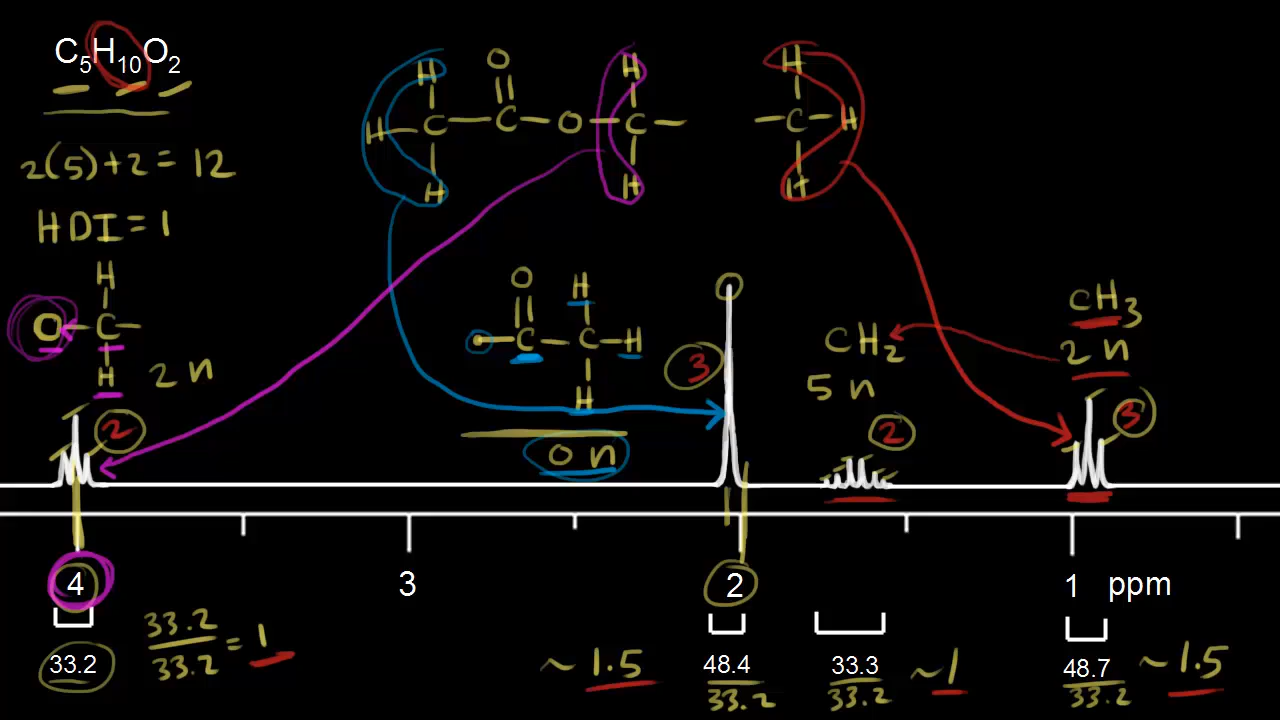 C5H10O2
2(5)+2=12
HDI=1
H
O-C-
H
2 n
2
H O H H
H-C-C-O-C- -C-H
H H H
O H
C-C-H
H
0 n
3
CH2
5 n
2
CH3
2 n
3
4 3 2 1 ppm
33.2 48.4 33.3 48.7
33.2/33.2 = 1
~1.5
33.2
33.2
~1
33.2
~1.5